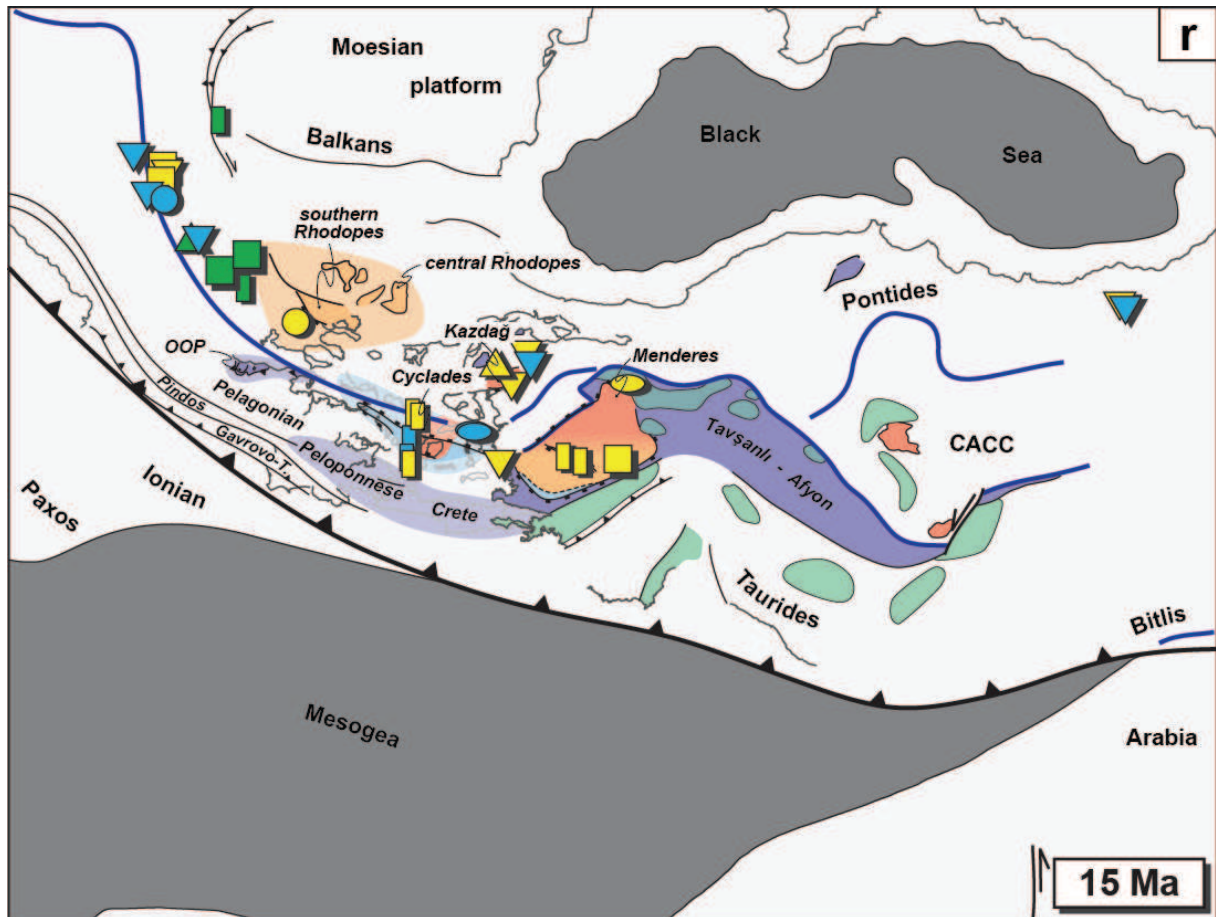 r
Moesian
platform
Balkans
Black
Sea
southern
Rhodopes
central Rhodopes
Pontides
Kazdağ
Menderes
OOP
Cyclades
Pelagonian
Pindos
Gavrovo-T.
Peloponnese
Crete
Tavşanlı - Afyon
CACC
Ionian
Paxos
Taurides
Bitlis
Mesogea
Arabia
15 Ma